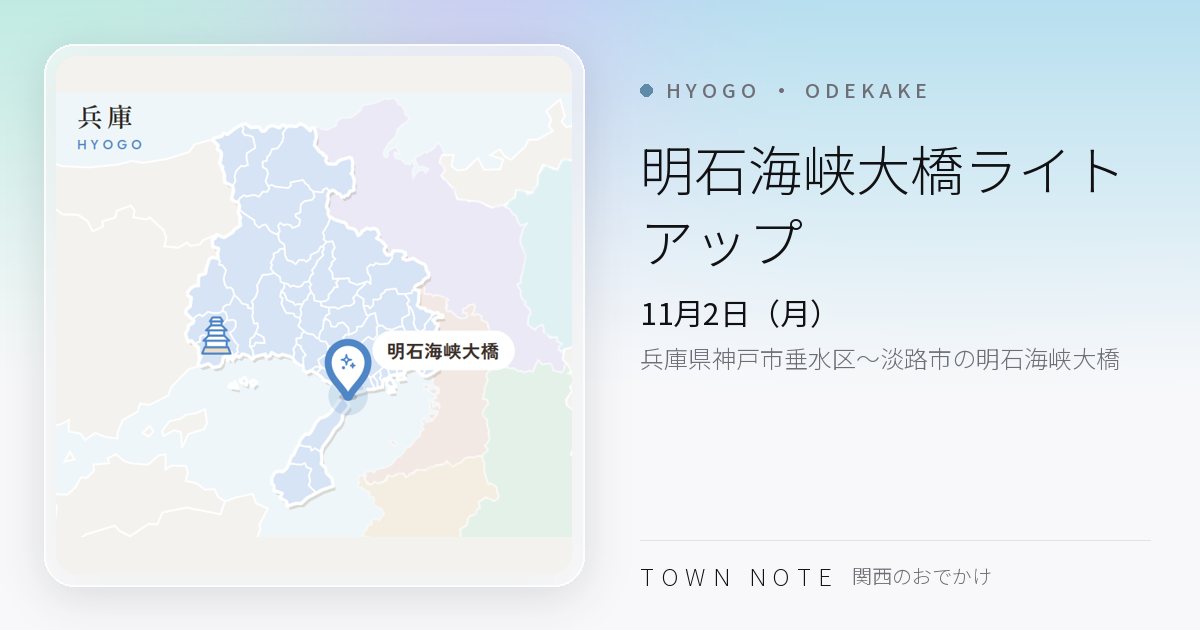 兵庫
HYOGO
明石海峡大橋
HYOGO • ODEKAKE
明石海峡大橋ライト
アップ
11月2日（月）
兵庫県神戸市垂水区〜淡路市の明石海峡大橋
TOWN NOTE 関西のおでかけ